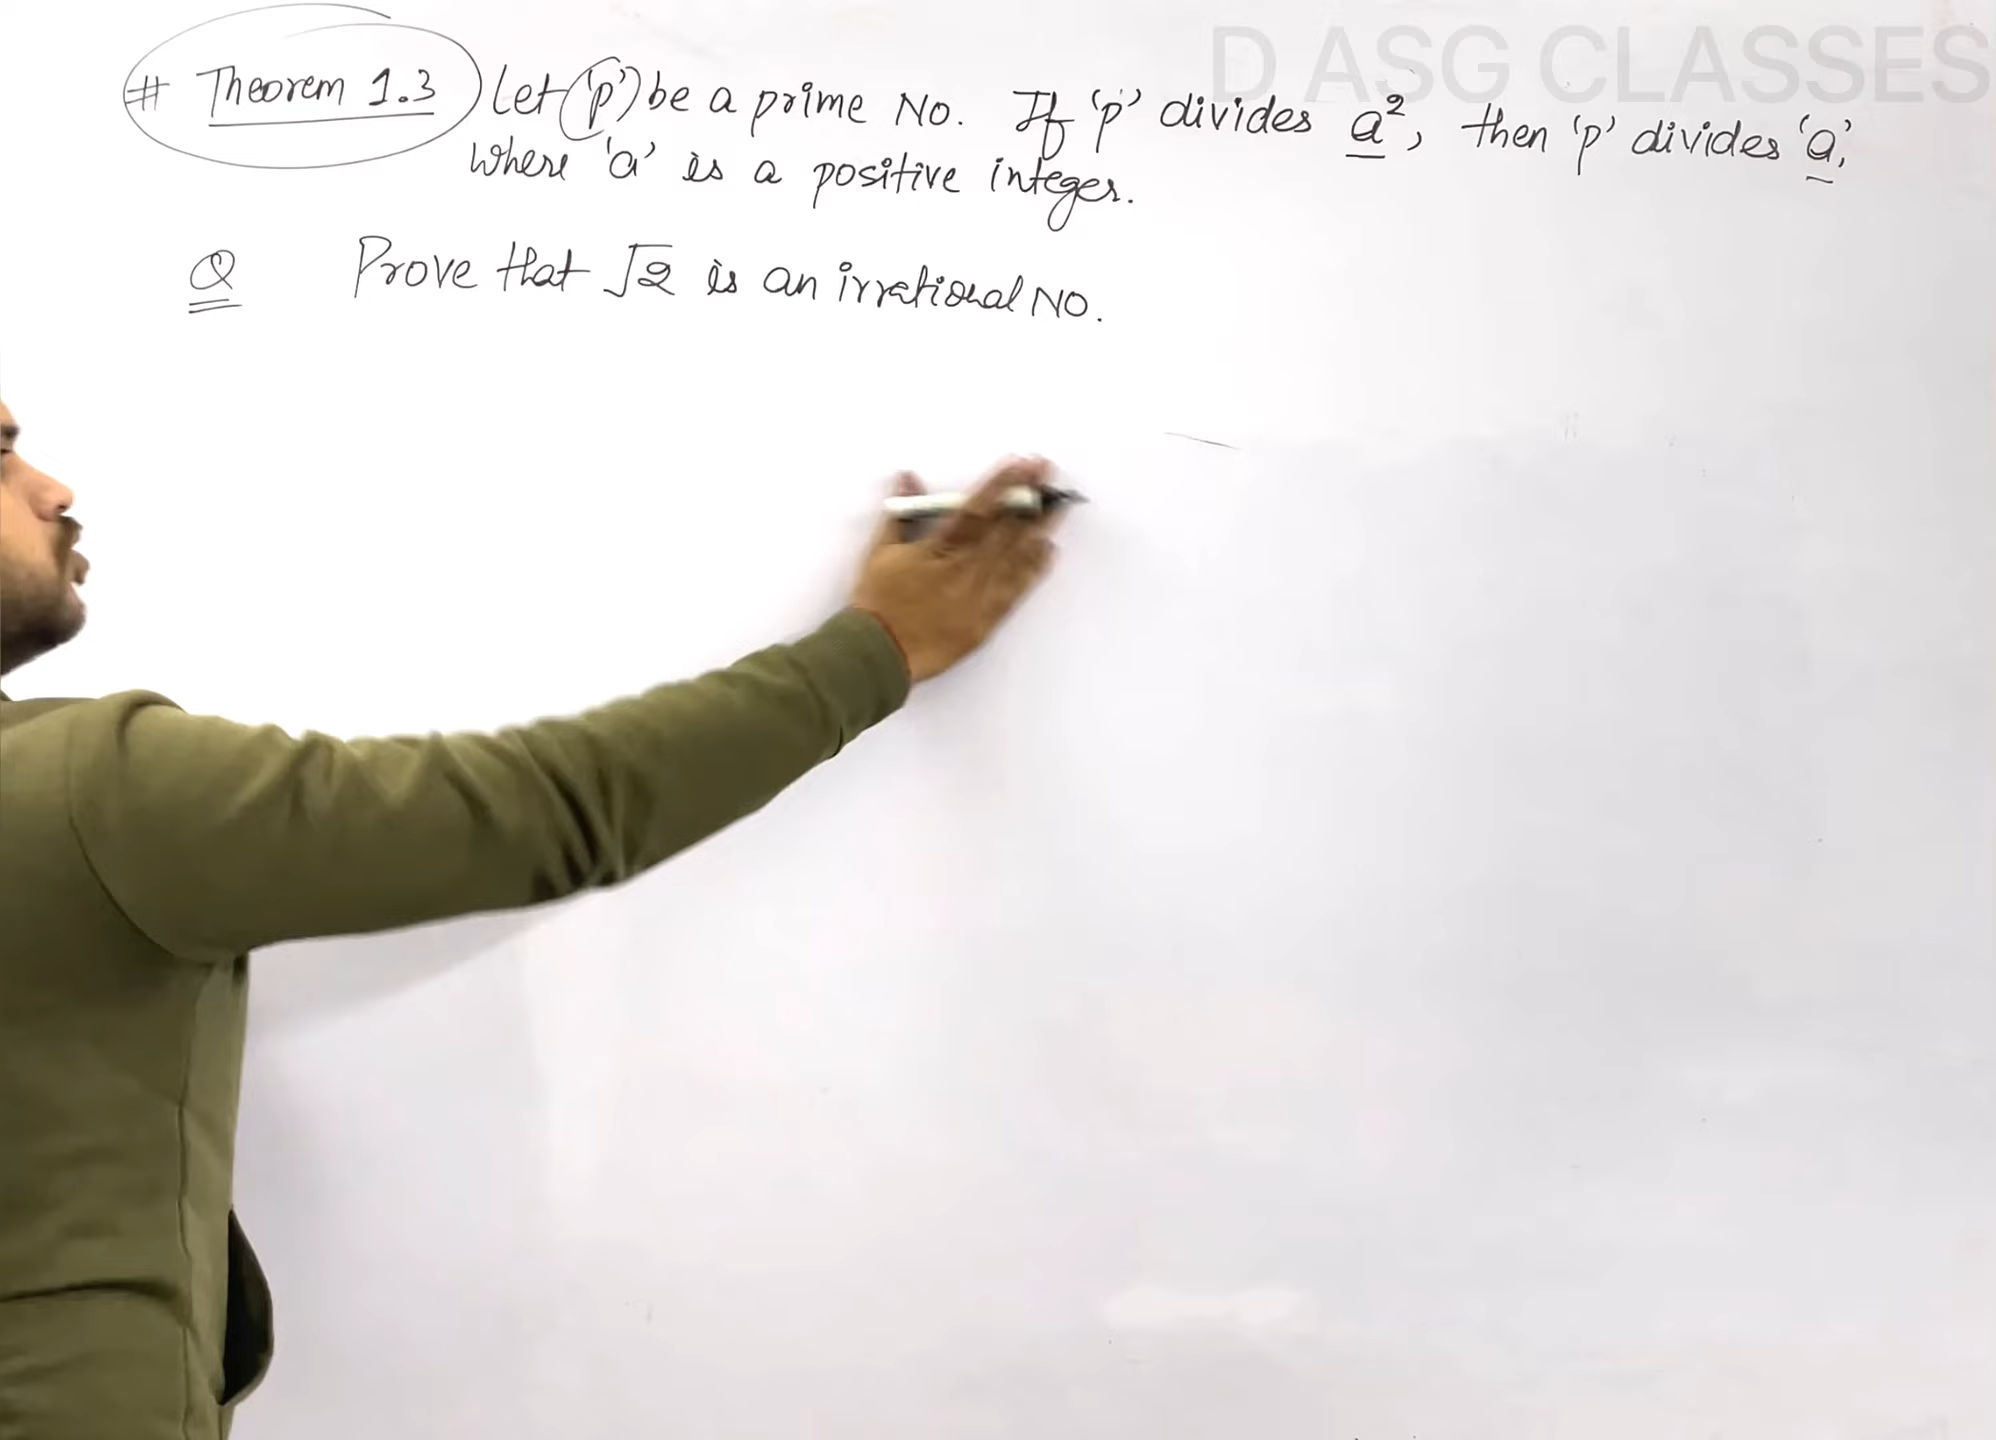 D ASG CLASSES
# Theorem 1.3 Let 'p' be a prime No. If 'p' divides a², then 'p' divides 'a',
where 'a' is a positive integer.
Q Prove that √2 is an irrational NO.